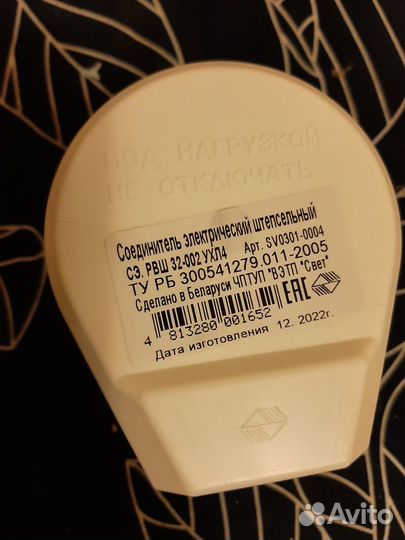 ПОД НАГРУЗКОЙ
НЕ ОТКЛЮЧАТЬ
Соединитель электрический штепсельный
СЭ. РВШ 32-002 УХЛ4 Арт. SV0301-0004
ТУ РБ 300541279.011-2005
Сделано в Беларуси ЧПТУП "ВЭТП "Свет"
EAC
4 813280 001652
Дата изготовления 12. 2022г.
Avito